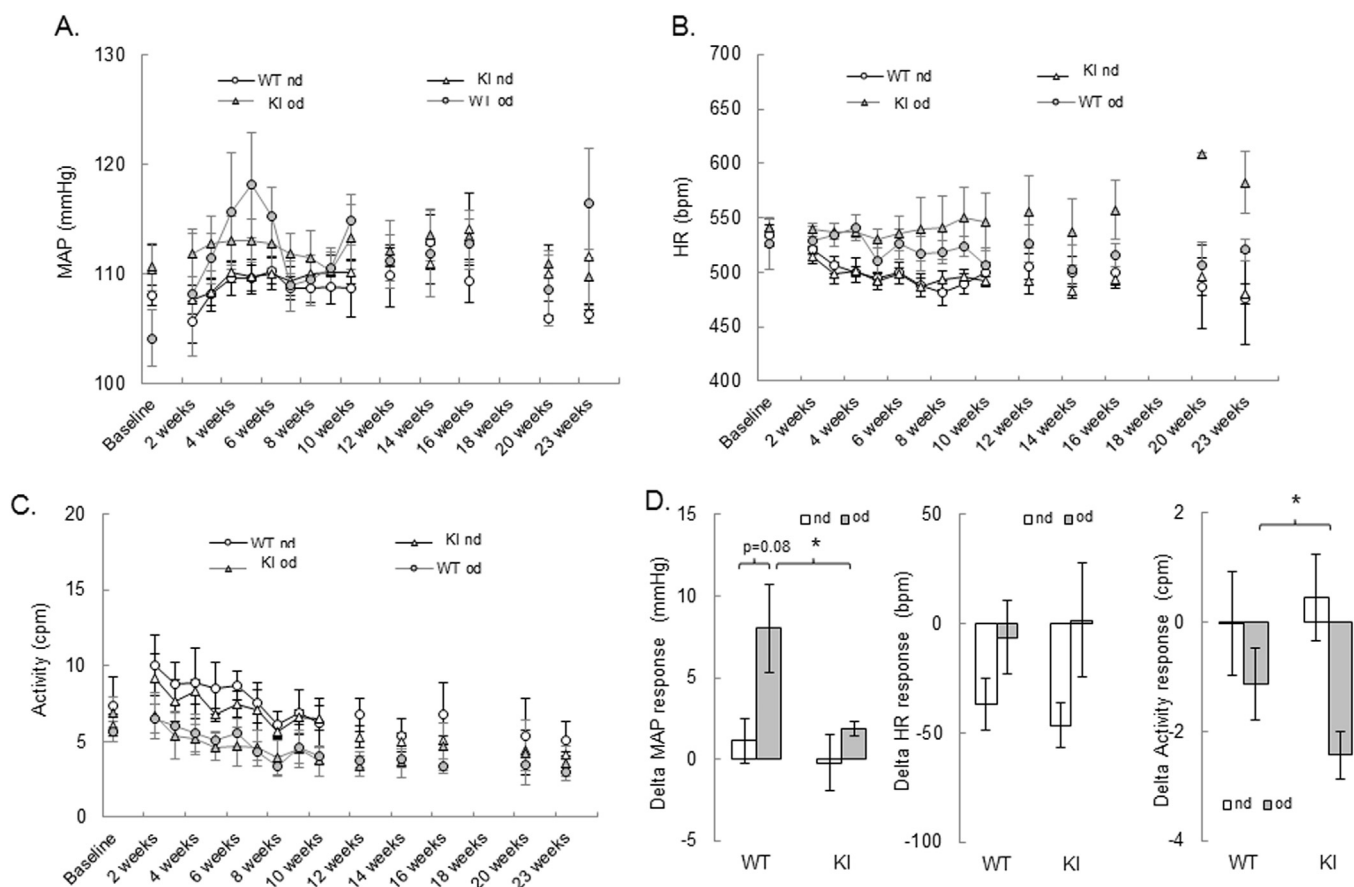 A.
130
120
110
100
MAP (mmHg)
WT nd
KI nd
KI od
WT od
Baseline
2 weeks
4 weeks
6 weeks
8 weeks
10 weeks
12 weeks
14 weeks
16 weeks
18 weeks
20 weeks
23 weeks
B.
700
650
600
550
500
450
400
HR (bpm)
WT nd
KI nd
KI od
WT od
Baseline
2 weeks
4 weeks
6 weeks
8 weeks
10 weeks
12 weeks
14 weeks
16 weeks
18 weeks
20 weeks
23 weeks
C.
20
15
10
5
0
Activity (cpm)
WT nd
KI nd
KI od
WT od
Baseline
2 weeks
4 weeks
6 weeks
8 weeks
10 weeks
12 weeks
14 weeks
16 weeks
18 weeks
20 weeks
23 weeks
D.
15
10
5
0
-5
Delta MAP response (mmHg)
nd od
p=0.08
*
WT KI
50
0
-50
-100
Delta HR response (bpm)
nd od
WT KI
2
0
-2
-4
Delta Activity response (cpm)
*
nd od
WT KI